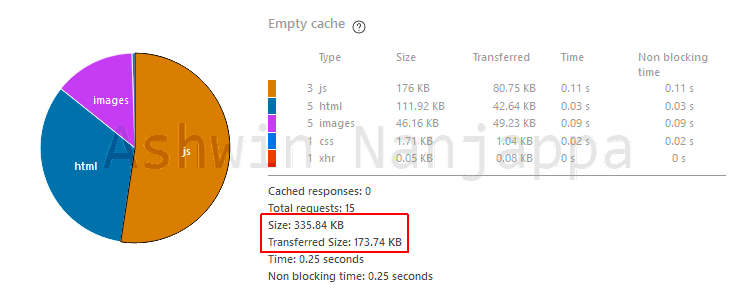 Empty cache ?
Type Size Transferred Time Non blocking time
3 js 176 KB 80.75 KB 0.11 s 0.11 s
5 html 111.92 KB 42.64 KB 0.03 s 0.03 s
5 images 46.16 KB 49.23 KB 0.09 s 0.09 s
1 css 1.71 KB 1.04 KB 0.02 s 0.02 s
1 xhr 0.05 KB 0.08 KB 0 s 0 s
images
js
html
Ashwin Nanjappa
Cached responses: 0
Total requests: 15
Size: 335.84 KB
Transferred Size: 173.74 KB
Time: 0.25 seconds
Non blocking time: 0.25 seconds